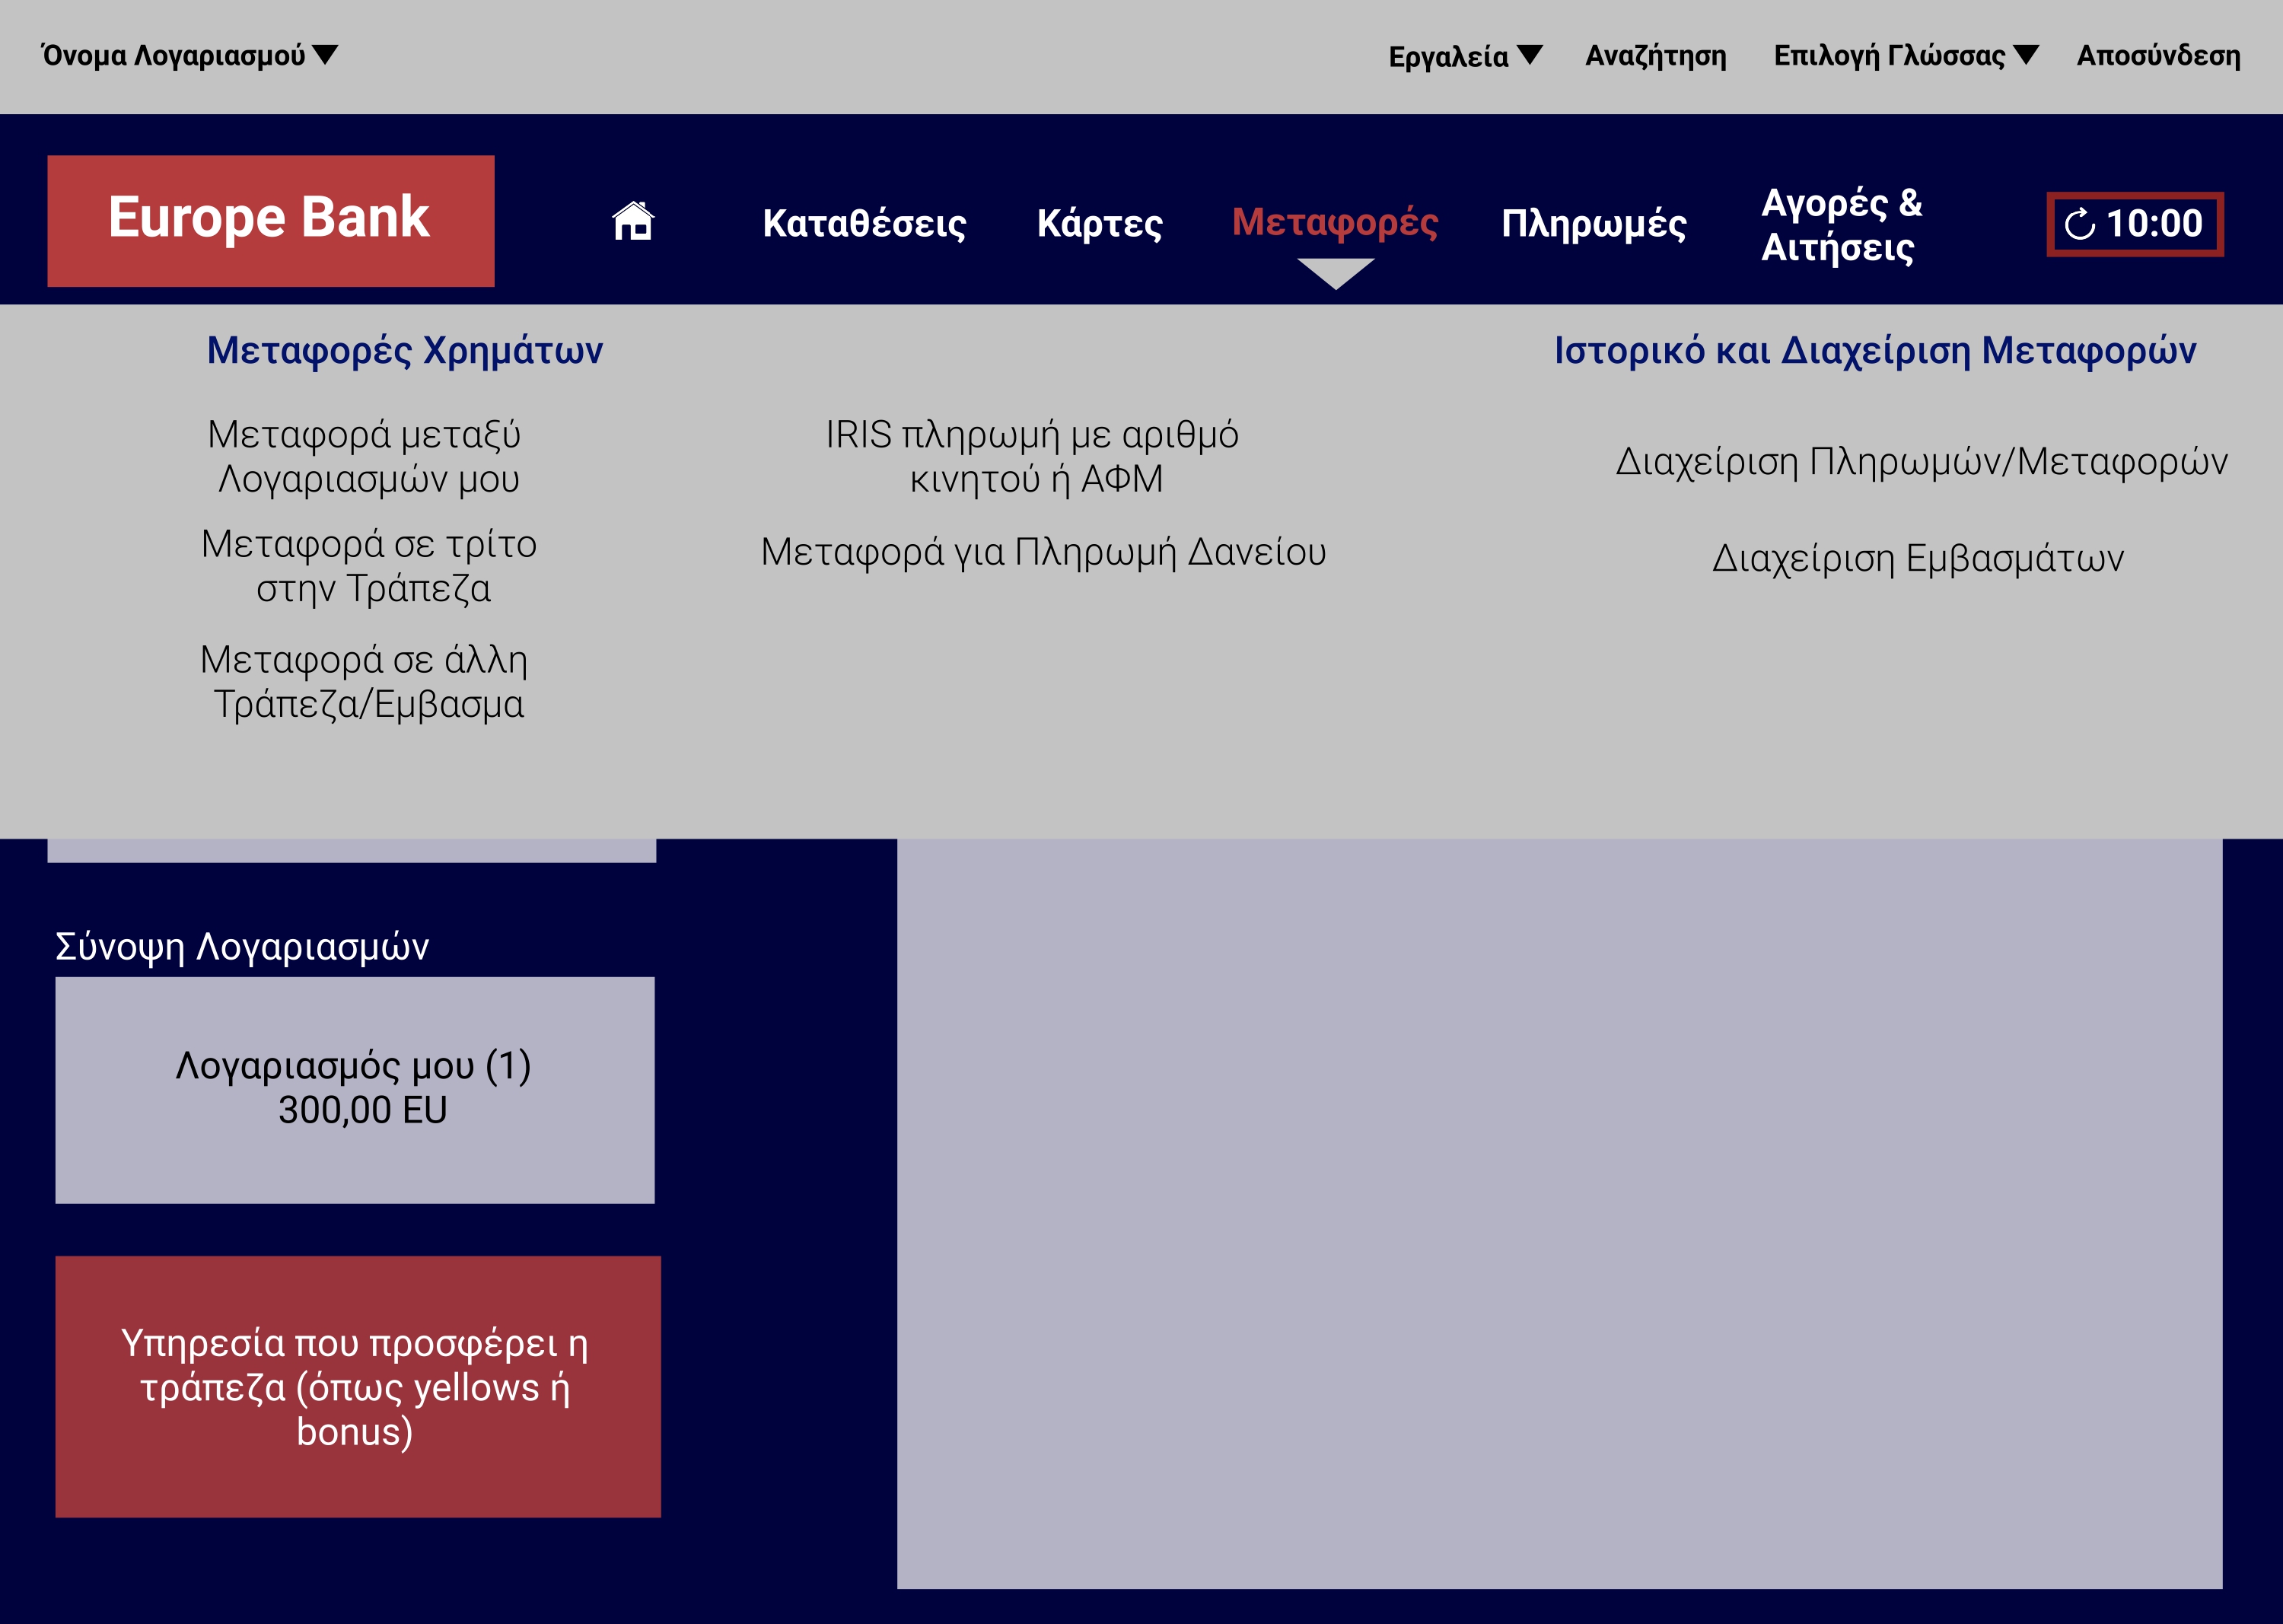 Όνομα Λογαριασμού
Εργαλεία
Αναζήτηση
Επιλογή Γλώσσας
Αποσύνδεση
Europe Bank
Καταθέσεις
Κάρτες
Μεταφορές
Πληρωμές
Αγορές &
Αιτήσεις
10:00
Μεταφορές Χρημάτων
Μεταφορά μεταξύ
Λογαριασμών μου
Μεταφορά σε τρίτο
στην Τράπεζα
Μεταφορά σε άλλη
Τράπεζα/Εμβασμα
IRIS πληρωμή με αριθμό
κινητού ή ΑΦΜ
Μεταφορά για Πληρωμή Δανείου
Ιστορικό και Διαχείριση Μεταφορών
Διαχείριση Πληρωμών/Μεταφορών
Διαχείριση Εμβασμάτων
Σύνοψη Λογαριασμών
Λογαριασμός μου (1)
300,00 EU
Υπηρεσία που προσφέρει η
τράπεζα (όπως yellows ή
bonus)